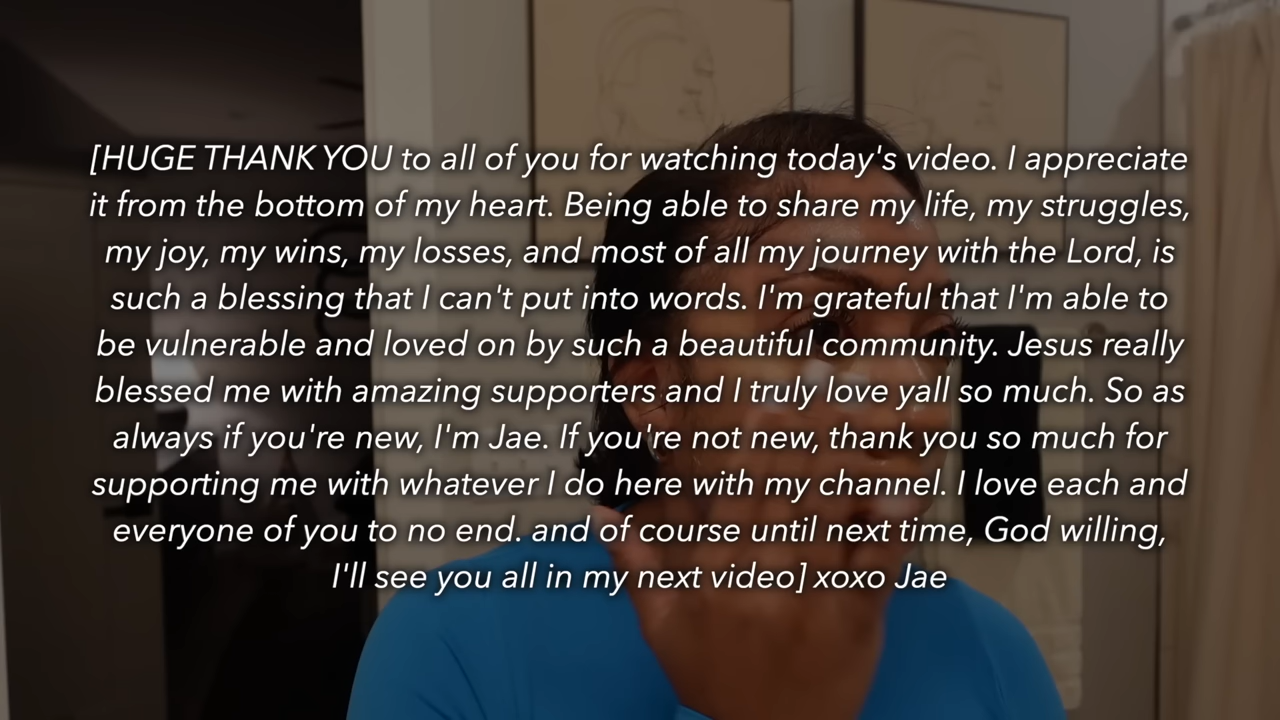 [HUGE THANK YOU to all of you for watching today's video. I appreciate
it from the bottom of my heart. Being able to share my life, my struggles,
my joy, my wins, my losses, and most of all my journey with the Lord, is
such a blessing that I can't put into words. I'm grateful that I'm able to
be vulnerable and loved on by such a beautiful community. Jesus really
blessed me with amazing supporters and I truly love yall so much. So as
always if you're new, I'm Jae. If you're not new, thank you so much for
supporting me with whatever I do here with my channel. I love each and
everyone of you to no end. and of course until next time, God willing,
I'll see you all in my next video] xoxo Jae